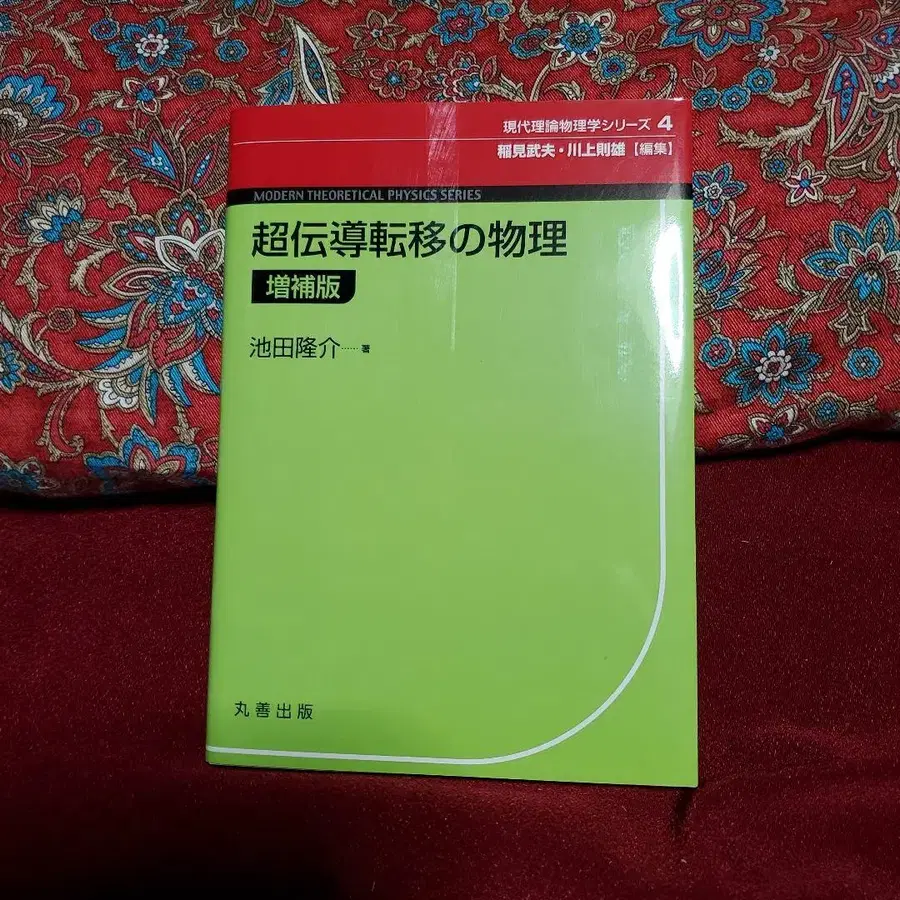 現代理論物理学シリーズ 4
稲見武夫・川上則雄【編集】
MODERN THEORETICAL PHYSICS SERIES
超伝導転移の物理
増補版
池田隆介……著
丸善出版